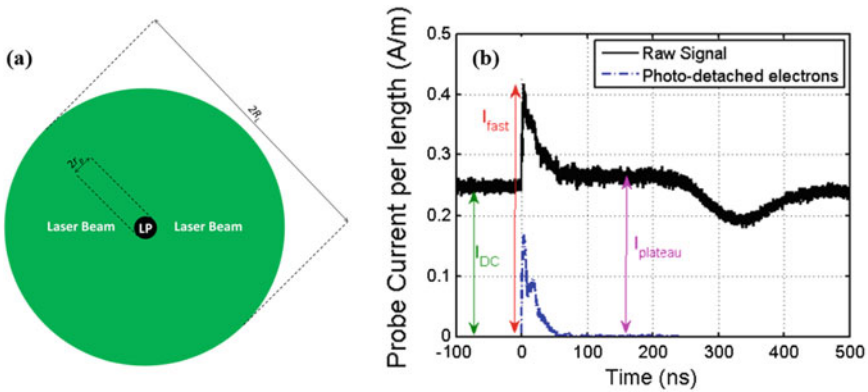 (a)
2R
2r
Laser Beam
LP
Laser Beam
(b)
Probe Current per length (A/m)
0.5
0.4
0.3
0.2
0.1
0
-100
0
100
200
300
400
500
Time (ns)
Raw Signal
Photo-detached electrons
I_fast
I_DC
I_plateau